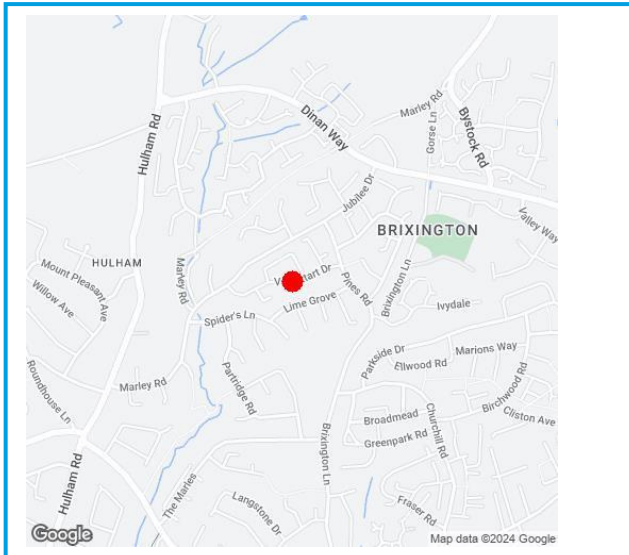 Hulham Rd
Dinan Way
Marley Rd
Gorse Ln
Bystock Rd
Jubilee Dr
BRIXINGTON
Valley Way
HULHAM
Mount Pleasant Ave
Willow Ave
Marley Rd
Dr
Pines Rd
Brixington Ln
Lime Grove
Ivydale
Spider's Ln
Parkside Dr
Marions Way
Ellwood Rd
Roundhouse Ln
Marley Rd
Partridge Rd
Birchwood Rd
Cliston Ave
Broadmead
Churchill Rd
Greenpark Rd
Brixington Ln
Hulham Rd
The Marles
Langstone Dr
Fraser Rd
Google
Map data ©2024 Google